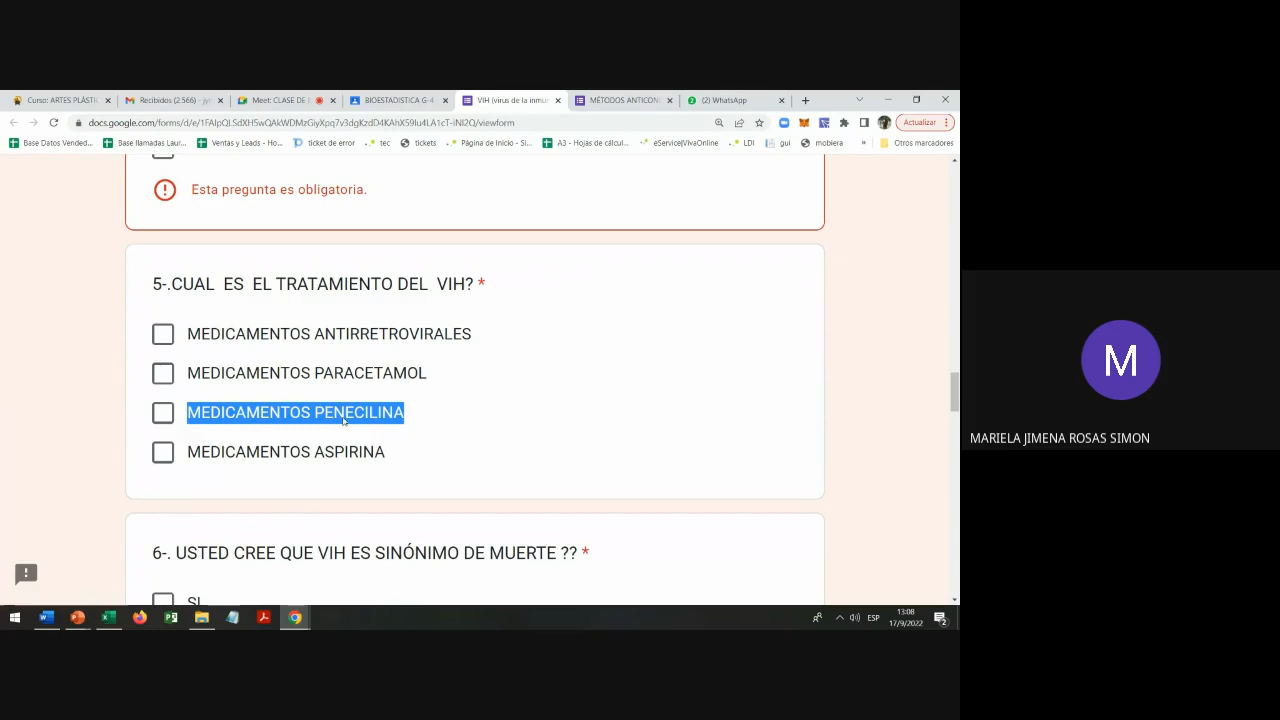 Curso: ARTES PLÁSTI
Recibidos (2.566) - jy
Meet: CLASE DE
BIOESTADISTICA G-4
VIH (virus de la inmun
MÉTODOS ANTICON
(2) WhatsApp
docs.google.com/forms/d/e/
/viewform
Actualizar
Base Datos Vended...
Base llamadas Laur...
Ventas y Leads - Ho...
ticket de error
tec
tickets
Página de Inicio - Si...
A3 - Hojas de cálcul...
eService|VivaOnline
LDI
gui
mobiera
»
Otros marcadores
Esta pregunta es obligatoria.
5-.CUAL ES EL TRATAMIENTO DEL VIH? *
MEDICAMENTOS ANTIRRETROVIRALES
MEDICAMENTOS PARACETAMOL
MEDICAMENTOS PENECILINA
MEDICAMENTOS ASPIRINA
6-. USTED CREE QUE VIH ES SINÓNIMO DE MUERTE ?? *
SI
M
MARIELA JIMENA ROSAS SIMON
ESP
13:08
17/9/2022
2